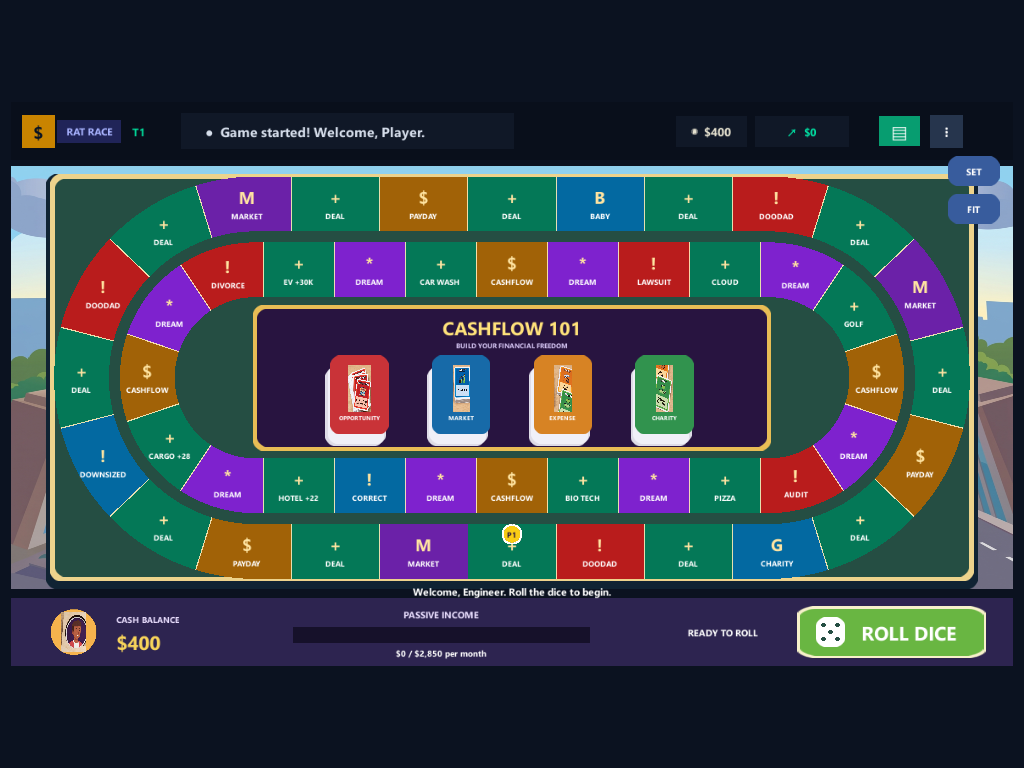 $ RAT RACE T1
● Game started! Welcome, Player.
$400
↗ $0
SET
FIT
M MARKET
+ DEAL
$ PAYDAY
+ DEAL
B BABY
+ DEAL
! DOODAD
+ DEAL
+ DEAL
M MARKET
! DOODAD
! DIVORCE
+ EV +30K
* DREAM
+ CAR WASH
$ CASHFLOW
* DREAM
! LAWSUIT
+ CLOUD
* DREAM
* DREAM
+ GOLF
CASHFLOW 101
BUILD YOUR FINANCIAL FREEDOM
OPPORTUNITY
MARKET
EXPENSE
CHARITY
+ DEAL
$ CASHFLOW
$ CASHFLOW
+ DEAL
! DOWNSIZED
+ CARGO +28
* DREAM
$ PAYDAY
* DREAM
+ HOTEL +22
! CORRECT
* DREAM
$ CASHFLOW
+ BIO TECH
* DREAM
+ PIZZA
! AUDIT
+ DEAL
$ PAYDAY
+ DEAL
M MARKET
P1
+ DEAL
! DOODAD
+ DEAL
G CHARITY
+ DEAL
Welcome, Engineer. Roll the dice to begin.
CASH BALANCE
$400
PASSIVE INCOME
$0 / $2,850 per month
READY TO ROLL
ROLL DICE